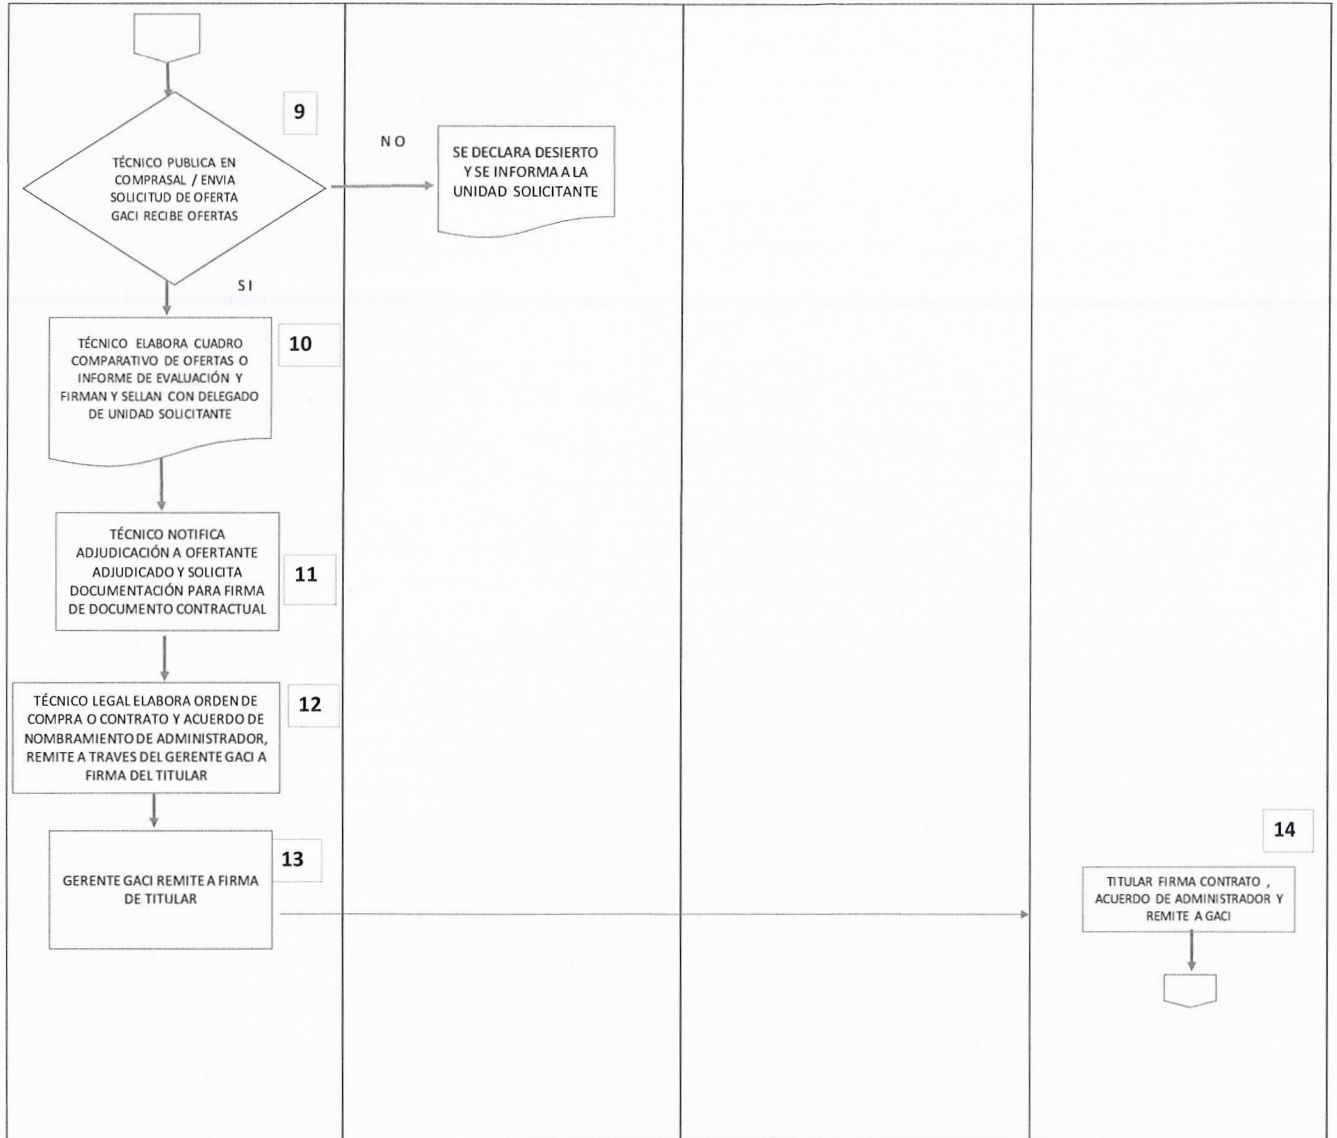 9
TÉCNICO PUBLICA EN
COMPRASAL / ENVIA
SOLICITUD DE OFERTA
GACI RECIBE OFERTAS
N O
SE DECLARA DESIERTO
Y SE INFORMA A LA
UNIDAD SOLICITANTE
S I
10
TÉCNICO ELABORA CUADRO
COMPARATIVO DE OFERTAS O
INFORME DE EVALUACIÓN Y
FIRMAN Y SELLAN CON DELEGADO
DE UNIDAD SOLICITANTE
TÉCNICO NOTIFICA
ADJUDICACIÓN A OFERTANTE
ADJUDICADO Y SOLICITA
DOCUMENTACIÓN PARA FIRMA
DE DOCUMENTO CONTRACTUAL
11
TÉCNICO LEGAL ELABORA ORDEN DE
COMPRA O CONTRATO Y ACUERDO DE
NOMBRAMIENTO DE ADMINISTRADOR,
REMITE A TRAVES DEL GERENTE GACI A
FIRMA DEL TITULAR
12
13
GERENTE GACI REMITE A FIRMA
DE TITULAR
14
TITULAR FIRMA CONTRATO ,
ACUERDO DE ADMINISTRADOR Y
REMITE A GACI